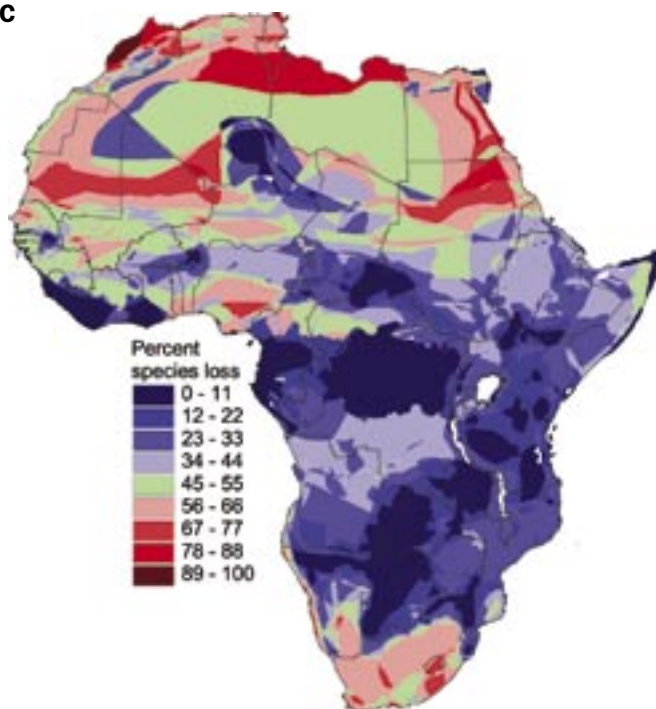 c
Percent
species loss
0 - 11
12 - 22
23 - 33
34 - 44
45 - 55
56 - 66
67 - 77
78 - 88
89 - 100